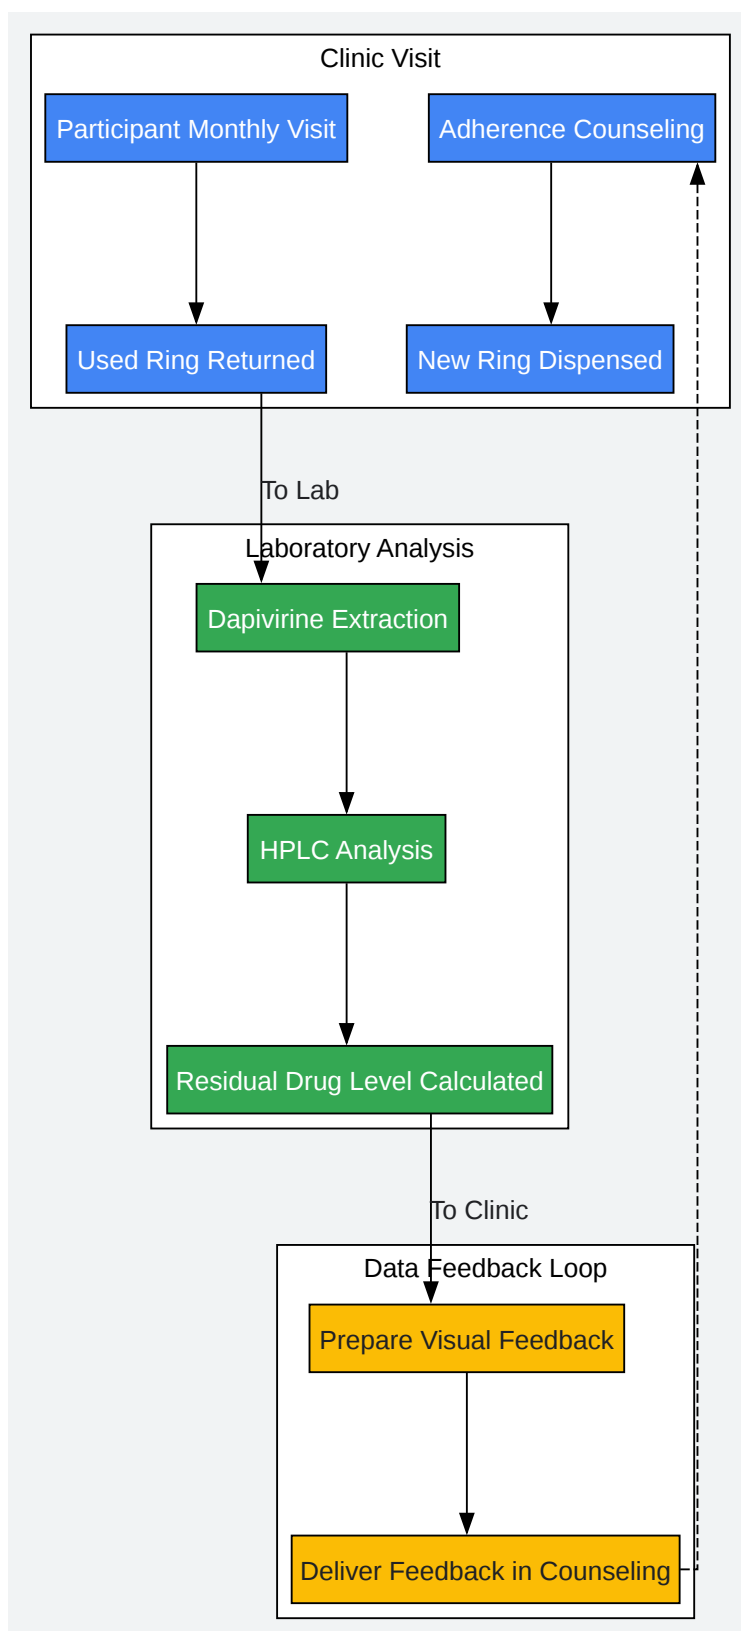 Clinic Visit
Participant Monthly Visit
Adherence Counseling
Used Ring Returned
New Ring Dispensed
To Lab
Laboratory Analysis
Dapivirine Extraction
HPLC Analysis
Residual Drug Level Calculated
To Clinic
Data Feedback Loop
Prepare Visual Feedback
Deliver Feedback in Counseling